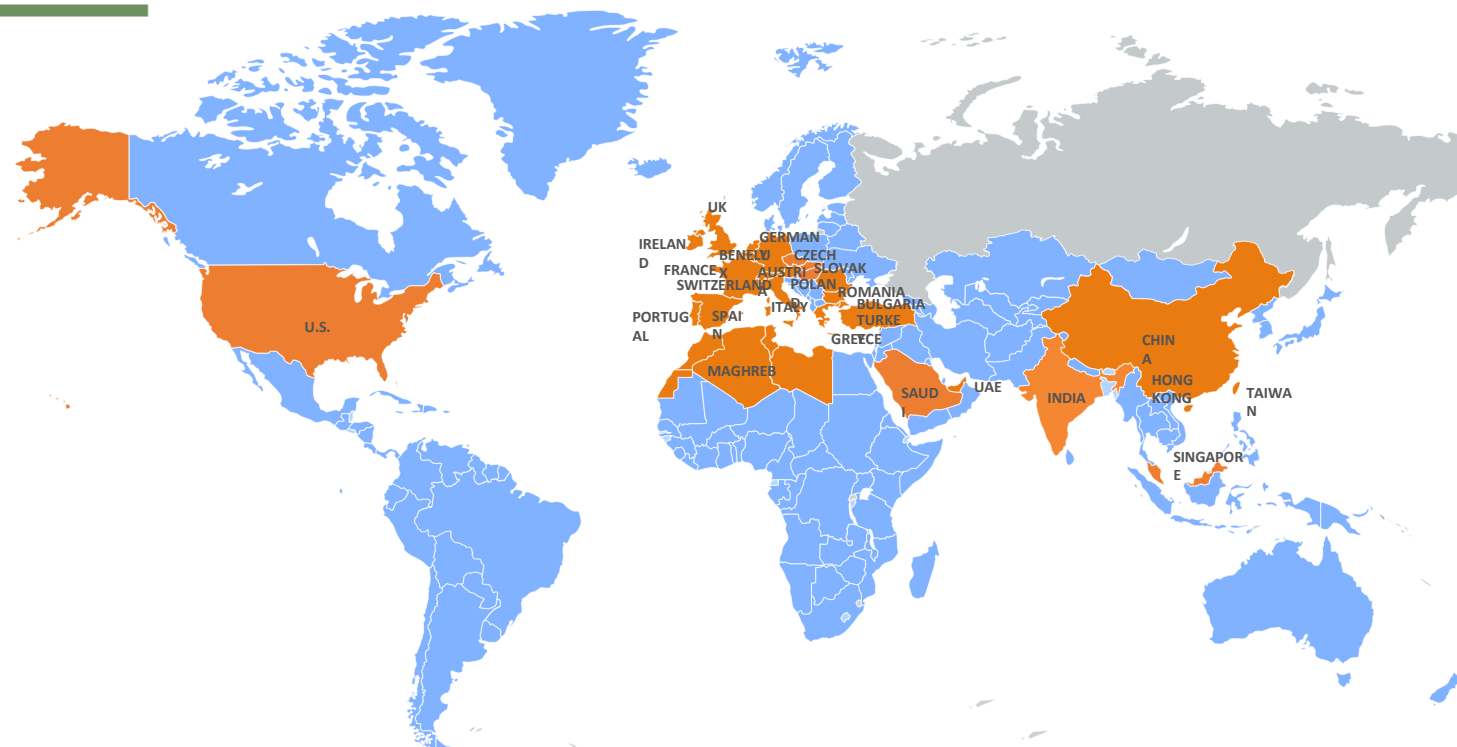 UK
IRELAN
D
GERMAN
Y
BENELU
X
CZECH
FRANCE
AUSTRI
A
SLOVAK
SWITZERLAND
POLAN
D
ROMANIA
ITALY
BULGARIA
PORTUG
AL
SPAI
N
TURKE
Y
GREECE
U.S.
MAGHREB
SAUD
I
UAE
INDIA
CHIN
A
HONG
KONG
TAIWA
N
SINGAPOR
E